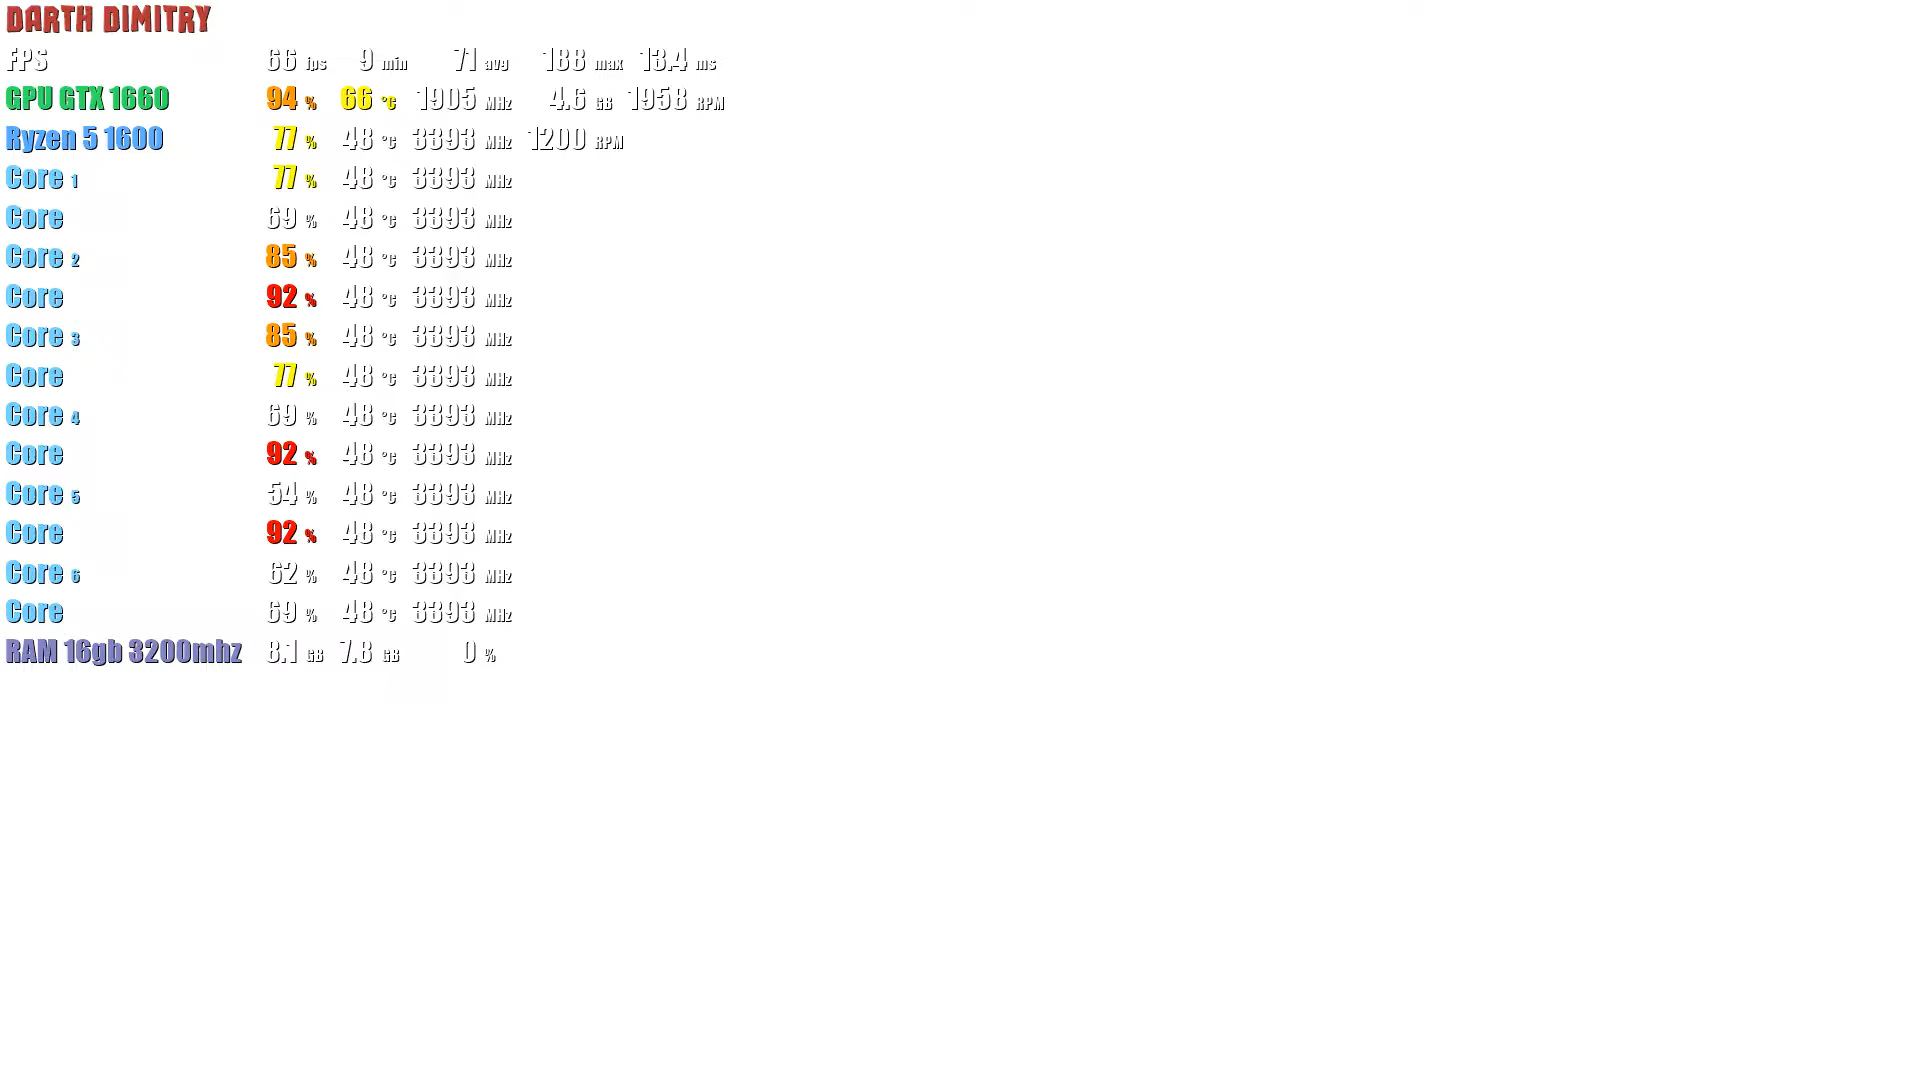 DARTH DIMITRY
FPS 66 fps 9 min 71 avg 188 max 13.4 ms
GPU GTX 1660 94 % 66 °C 1905 MHz 4.6 GB 1958 RPM
Ryzen 5 1600 77 % 48 °C 3393 MHz 1200 RPM
Core 1 77 % 48 °C 3393 MHz
Core 69 % 48 °C 3393 MHz
Core 2 85 % 48 °C 3393 MHz
Core 92 % 48 °C 3393 MHz
Core 3 85 % 48 °C 3393 MHz
Core 77 % 48 °C 3393 MHz
Core 4 69 % 48 °C 3393 MHz
Core 92 % 48 °C 3393 MHz
Core 5 54 % 48 °C 3393 MHz
Core 92 % 48 °C 3393 MHz
Core 6 62 % 48 °C 3393 MHz
Core 69 % 48 °C 3393 MHz
RAM 16gb 3200mhz 8.1 GB 7.8 GB 0 %